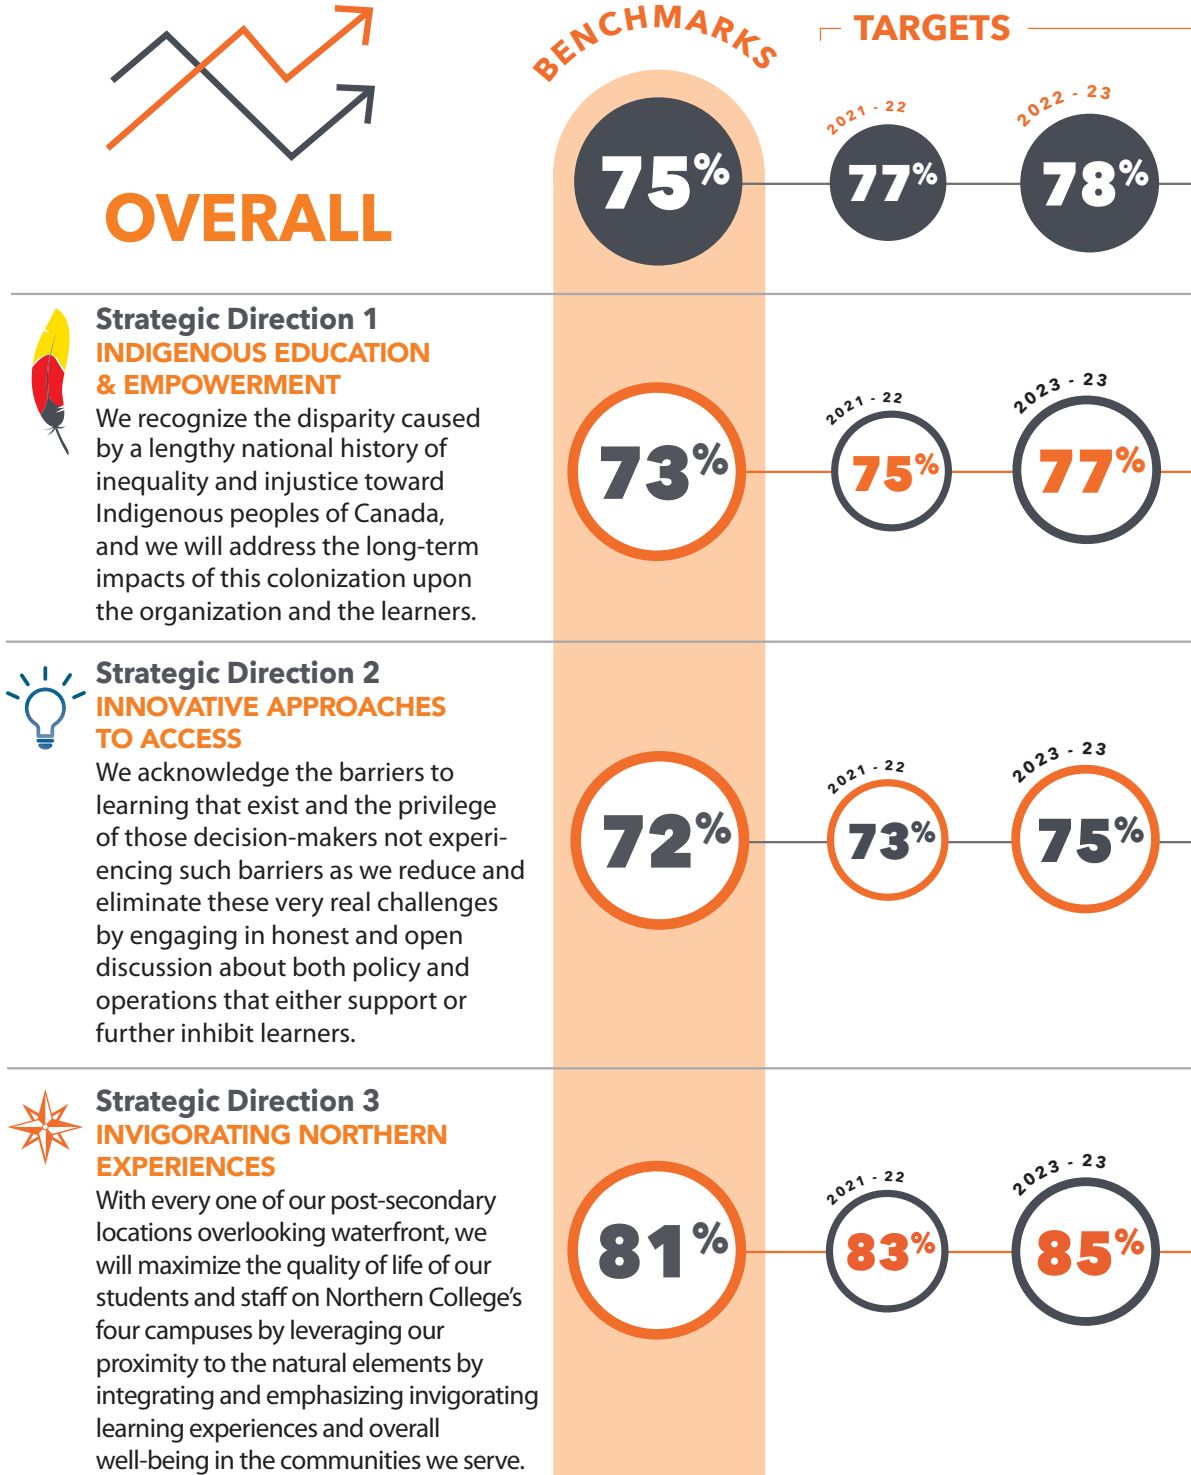 BENCHMARKS
TARGETS
2021 - 22
2022 - 23
75%
77%
78%
OVERALL
Strategic Direction 1
INDIGENOUS EDUCATION
& EMPOWERMENT
We recognize the disparity caused
by a lengthy national history of
inequality and injustice toward
Indigenous peoples of Canada,
and we will address the long-term
impacts of this colonization upon
the organization and the learners.
2021 - 22
2023 - 23
73%
75%
77%
Strategic Direction 2
INNOVATIVE APPROACHES
TO ACCESS
We acknowledge the barriers to
learning that exist and the privilege
of those decision-makers not experi-
encing such barriers as we reduce and
eliminate these very real challenges
by engaging in honest and open
discussion about both policy and
operations that either support or
further inhibit learners.
2021 - 22
2023 - 23
72%
73%
75%
Strategic Direction 3
INVIGORATING NORTHERN
EXPERIENCES
With every one of our post-secondary
locations overlooking waterfront, we
will maximize the quality of life of our
students and staff on Northern College’s
four campuses by leveraging our
proximity to the natural elements by
integrating and emphasizing invigorating
learning experiences and overall
well-being in the communities we serve.
2021 - 22
2023 - 23
81%
83%
85%